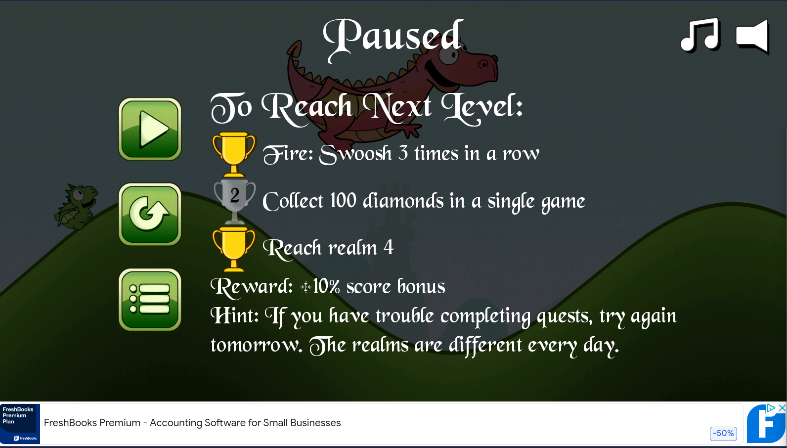 Paused
To Reach Next Level:
Fire: Swoosh 3 times in a row
2
Collect 100 diamonds in a single game
Reach realm 4
Reward: +10% score bonus
Hint: If you have trouble completing quests, try again
tomorrow. The realms are different every day.
FreshBooks
Premium
Plan
FreshBooks
FreshBooks Premium - Accounting Software for Small Businesses
-50%
F